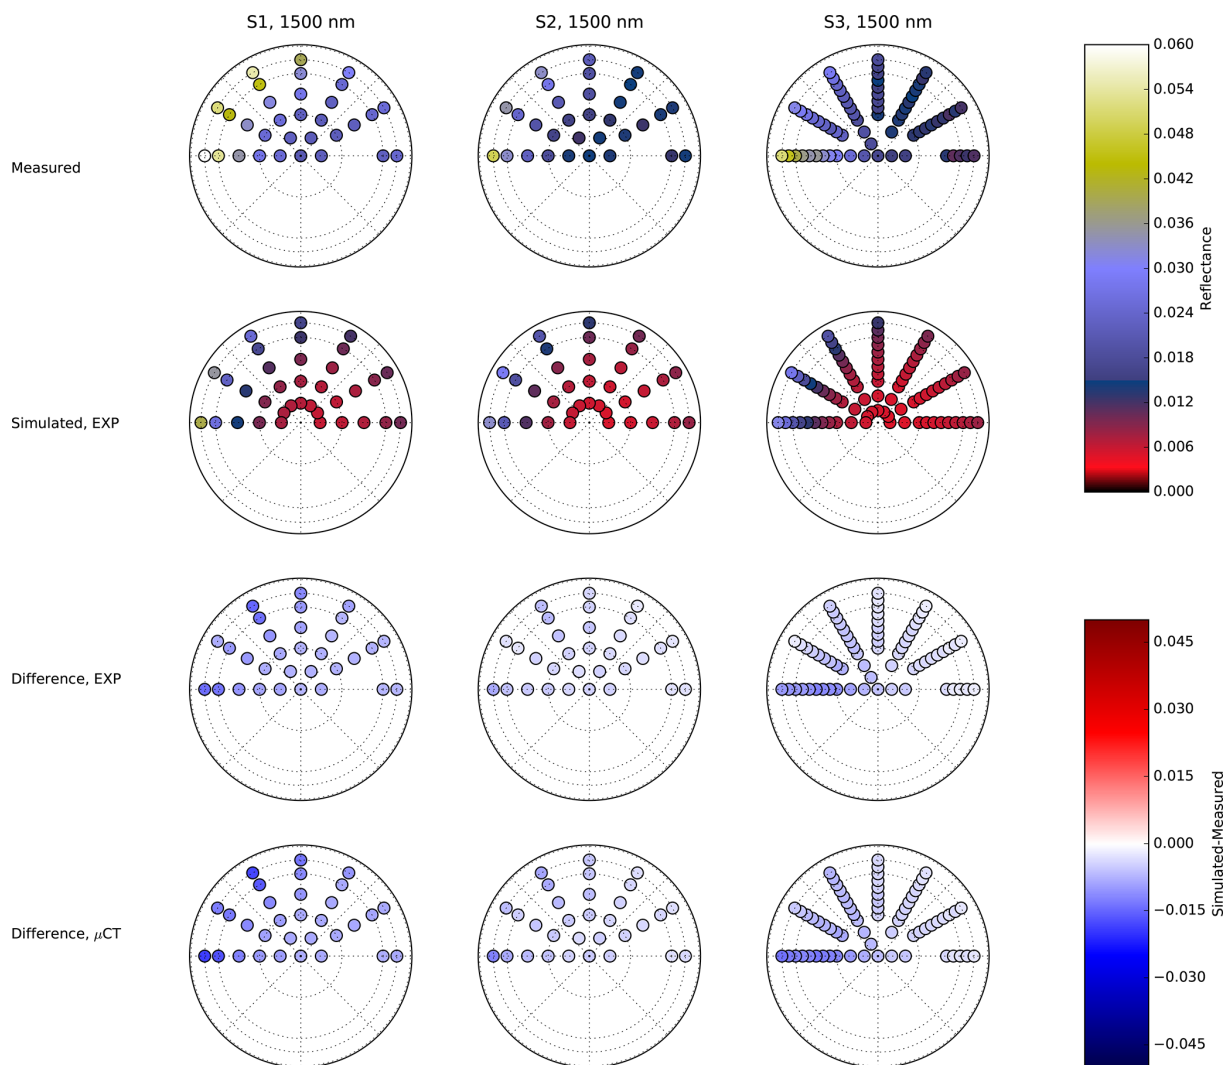 S1, 1500 nm
S2, 1500 nm
S3, 1500 nm
Measured
Simulated, EXP
Difference, EXP
Difference, μCT
0.060
0.054
0.048
0.042
0.036
0.030
0.024
0.018
0.012
0.006
0.000
Reflectance
0.045
0.030
0.015
0.000
−0.015
−0.030
−0.045
Simulated-Measured